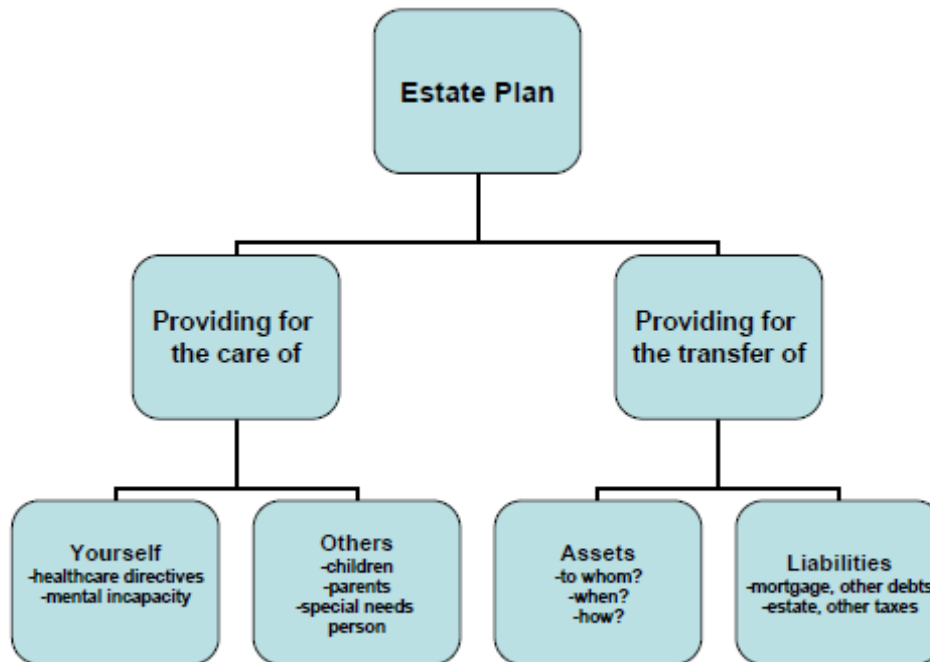 Estate Plan
Providing for
the care of
Providing for
the transfer of
Yourself
-healthcare directives
-mental incapacity
Others
-children
-parents
-special needs
person
Assets
-to whom?
-when?
-how?
Liabilities
-mortgage, other debts
-estate, other taxes